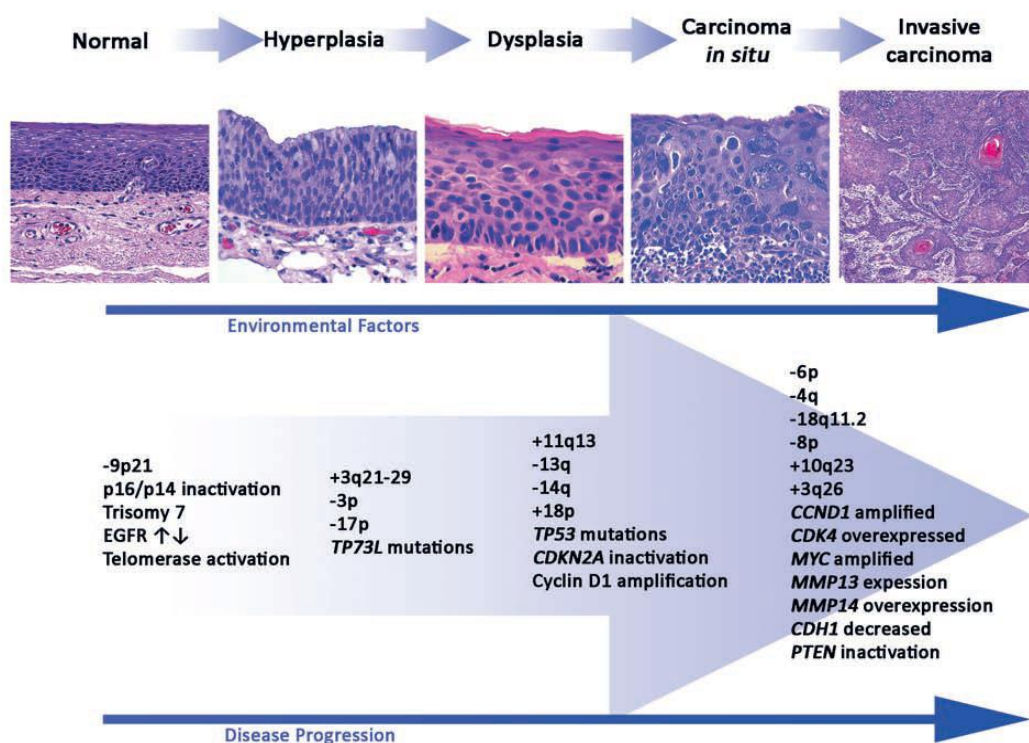 Normal
Hyperplasia
Dysplasia
Carcinoma
in situ
Invasive
carcinoma
Environmental Factors
-9p21
p16/p14 inactivation
Trisomy 7
EGFR ↑↓
Telomerase activation
+3q21-29
-3p
-17p
TP73L mutations
+11q13
-13q
-14q
+18p
TP53 mutations
CDKN2A inactivation
Cyclin D1 amplification
-6p
-4q
-18q11.2
-8p
+10q23
+3q26
CCND1 amplified
CDK4 overexpressed
MYC amplified
MMP13 expession
MMP14 overexpression
CDH1 decreased
PTEN inactivation
Disease Progression